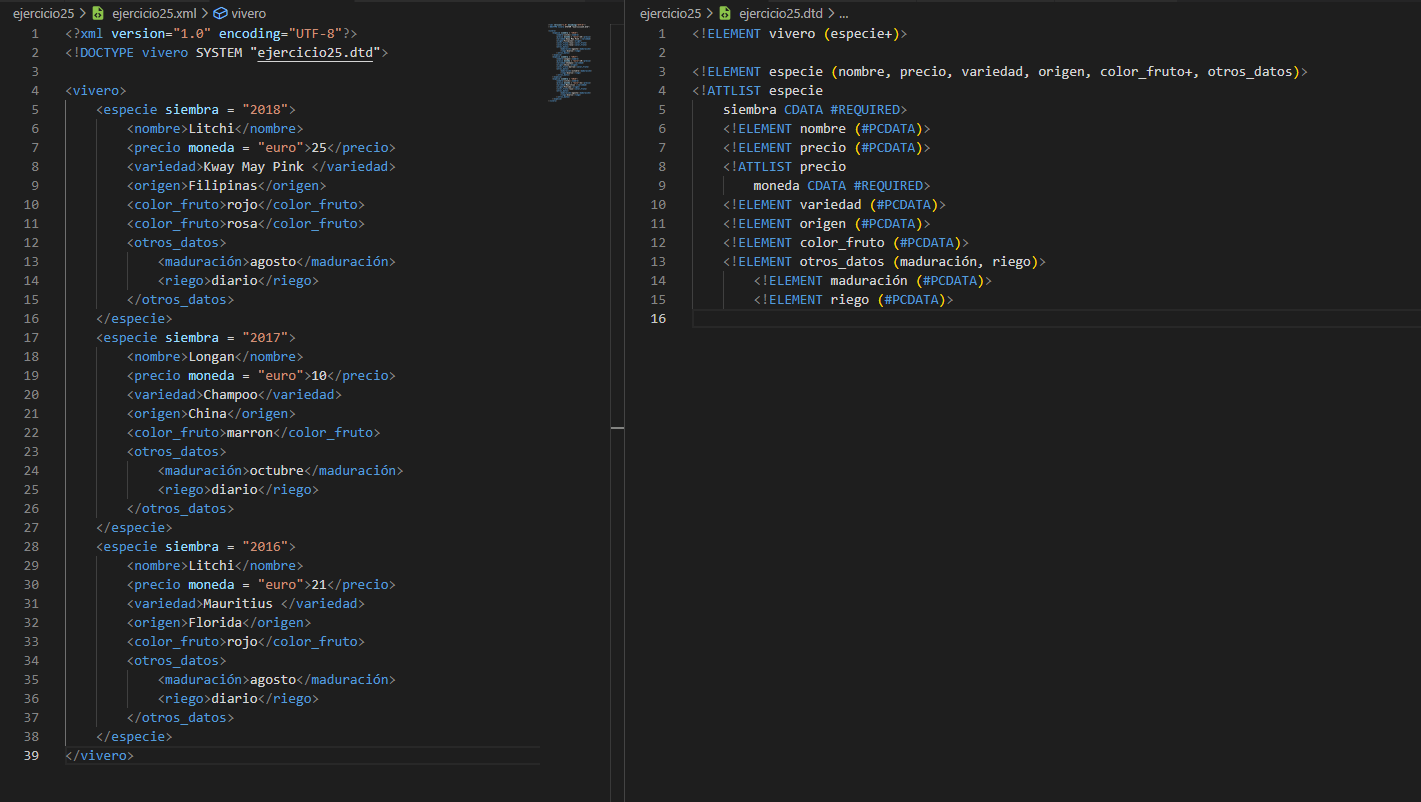 ejercicio25 > ejercicio25.xml > vivero
1 <?xml version="1.0" encoding="UTF-8"?>
2 <!DOCTYPE vivero SYSTEM "ejercicio25.dtd">
3
4 <vivero>
5 <especie siembra = "2018">
6 <nombre>Litchi</nombre>
7 <precio moneda = "euro">25</precio>
8 <variedad>Kway May Pink </variedad>
9 <origen>Filipinas</origen>
10 <color_fruto>rojo</color_fruto>
11 <color_fruto>rosa</color_fruto>
12 <otros_datos>
13 <maduración>agosto</maduración>
14 <riego>diario</riego>
15 </otros_datos>
16 </especie>
17 <especie siembra = "2017">
18 <nombre>Longan</nombre>
19 <precio moneda = "euro">10</precio>
20 <variedad>Champoo</variedad>
21 <origen>China</origen>
22 <color_fruto>marron</color_fruto>
23 <otros_datos>
24 <maduración>octubre</maduración>
25 <riego>diario</riego>
26 </otros_datos>
27 </especie>
28 <especie siembra = "2016">
29 <nombre>Litchi</nombre>
30 <precio moneda = "euro">21</precio>
31 <variedad>Mauritius </variedad>
32 <origen>Florida</origen>
33 <color_fruto>rojo</color_fruto>
34 <otros_datos>
35 <maduración>agosto</maduración>
36 <riego>diario</riego>
37 </otros_datos>
38 </especie>
39 </vivero>
ejercicio25 > ejercicio25.dtd > ...
1 <!ELEMENT vivero (especie+)>
2
3 <!ELEMENT especie (nombre, precio, variedad, origen, color_fruto+, otros_datos)>
4 <!ATTLIST especie
5 siembra CDATA #REQUIRED>
6 <!ELEMENT nombre (#PCDATA)>
7 <!ELEMENT precio (#PCDATA)>
8 <!ATTLIST precio
9 moneda CDATA #REQUIRED>
10 <!ELEMENT variedad (#PCDATA)>
11 <!ELEMENT origen (#PCDATA)>
12 <!ELEMENT color_fruto (#PCDATA)>
13 <!ELEMENT otros_datos (maduración, riego)>
14 <!ELEMENT maduración (#PCDATA)>
15 <!ELEMENT riego (#PCDATA)>
16